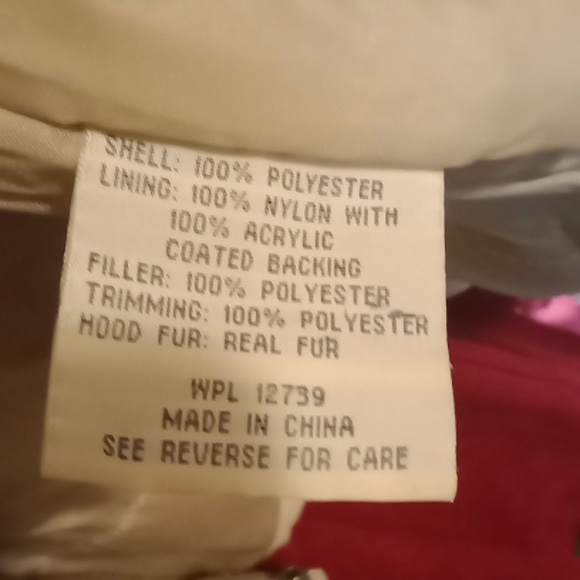 SHELL: 100% POLYESTER
LINING: 100% NYLON WITH
100% ACRYLIC
COATED BACKING
FILLER: 100% POLYESTER
TRIMMING: 100% POLYESTER
HOOD FUR: REAL FUR
WPL 12739
MADE IN CHINA
SEE REVERSE FOR CARE